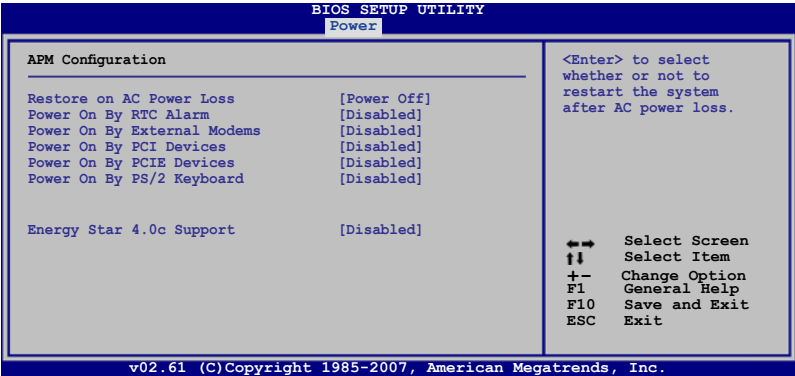 BIOS SETUP UTILITY
Power
APM Configuration
Restore on AC Power Loss [Power Off]
Power On By RTC Alarm [Disabled]
Power On By External Modems [Disabled]
Power On By PCI Devices [Disabled]
Power On By PCIE Devices [Disabled]
Power On By PS/2 Keyboard [Disabled]
Energy Star 4.0c Support [Disabled]
<Enter> to select
whether or not to
restart the system
after AC power loss.
←→ Select Screen
↑↓ Select Item
+- Change Option
F1 General Help
F10 Save and Exit
ESC Exit
v02.61 (C)Copyright 1985-2007, American Megatrends, Inc.